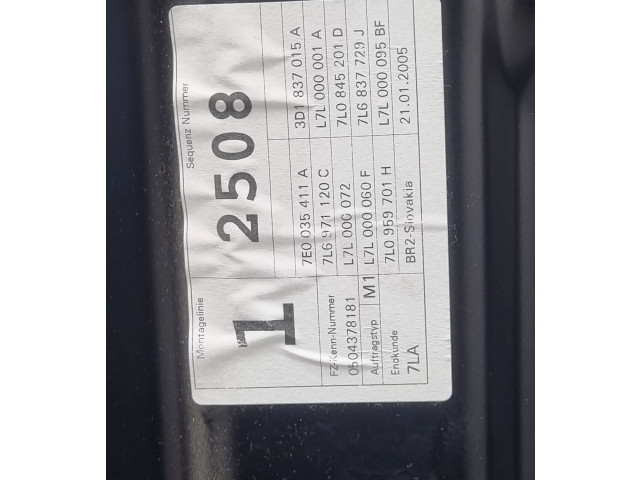 Montagelinie
Sequenz Nummer
1
2508
7E0 035 411 A
3D1 837 015 A
7L6 971 120 C
L7L 000 001 A
FZ-Kenn-Nummer
L7L 000 072
7L0 845 201 D
0504378181
L7L 000 060 F
7L6 837 729 J
Auftragstyp
M1
7L0 959 701 H
L7L 000 095 BF
Endkunde
7LA
BR2-Slovakia
21.01.2005